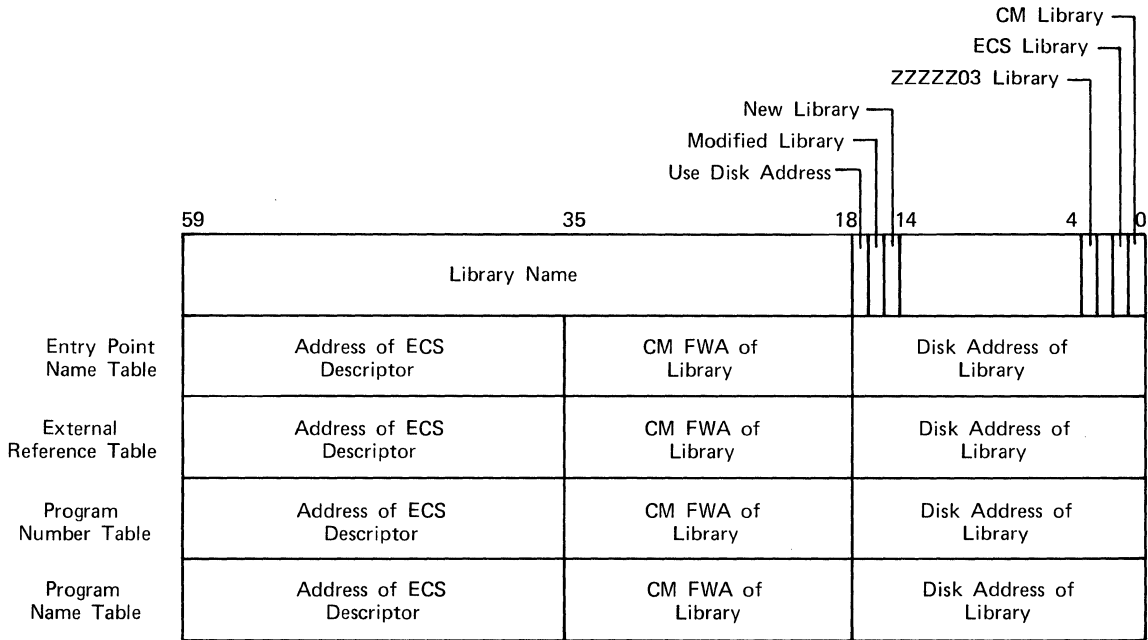 CM Library
ECS Library
ZZZZZ03 Library
New Library
Modified Library
Use Disk Address
59 35 18 14 4 0
Library Name
Entry Point
Name Table
Address of ECS
Descriptor
CM FWA of
Library
Disk Address of
Library
External
Reference Table
Address of ECS
Descriptor
CM FWA of
Library
Disk Address of
Library
Program
Number Table
Address of ECS
Descriptor
CM FWA of
Library
Disk Address of
Library
Program
Name Table
Address of ECS
Descriptor
CM FWA of
Library
Disk Address of
Library